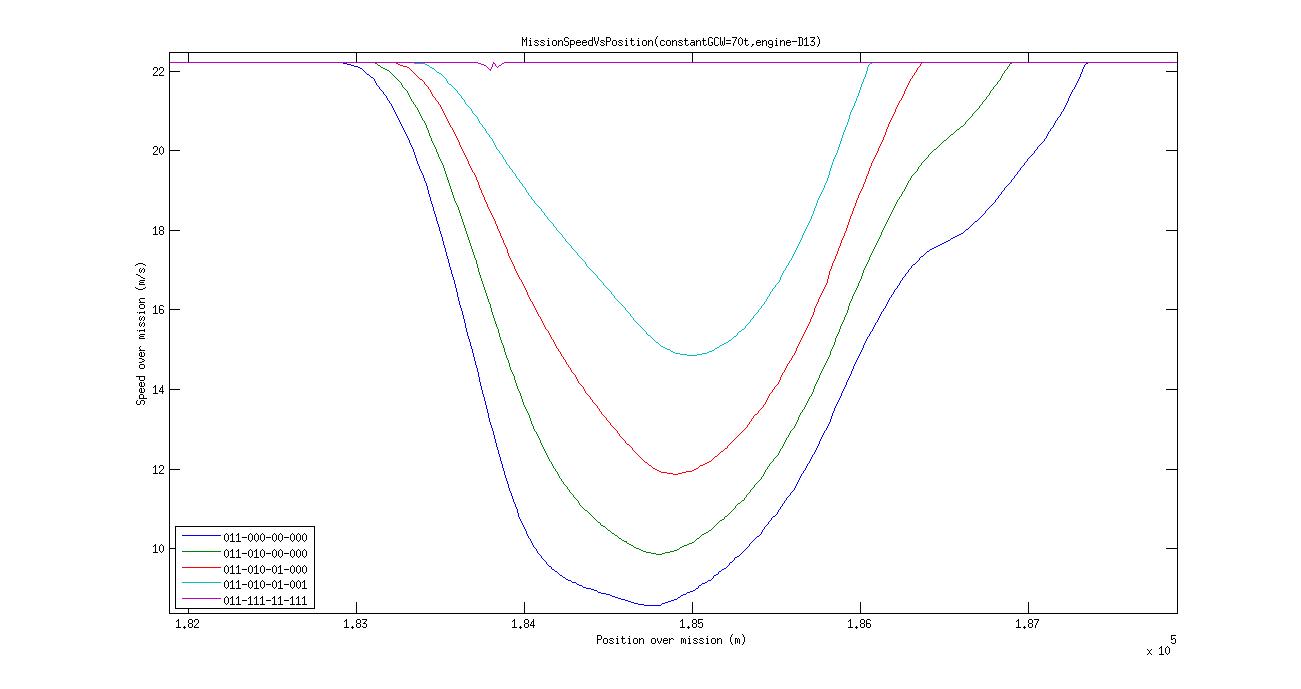 MissionSpeedVsPosition(constantGCW=70t,engine-D13)
22
20
18
16
14
12
10
Speed over mission (m/s)
011-000-00-000
011-010-00-000
011-010-01-000
011-010-01-001
011-111-11-111
1.82 1.83 1.84 1.85 1.86 1.87
Position over mission (m)
x 10^5